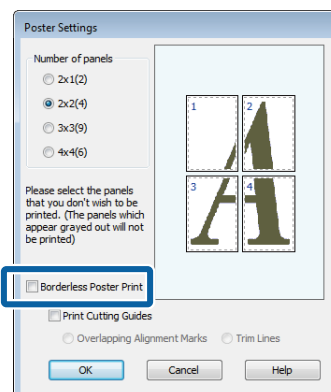 Poster Settings
Number of panels
2x1(2)
2x2(4)
3x3(9)
4x4(6)
Please select the panels
that you don't wish to be
printed. (The panels which
appear grayed out will not
be printed)
Borderless Poster Print
Print Cutting Guides
Overlapping Alignment Marks
Trim Lines
OK
Cancel
Help
1
2
3
4
A